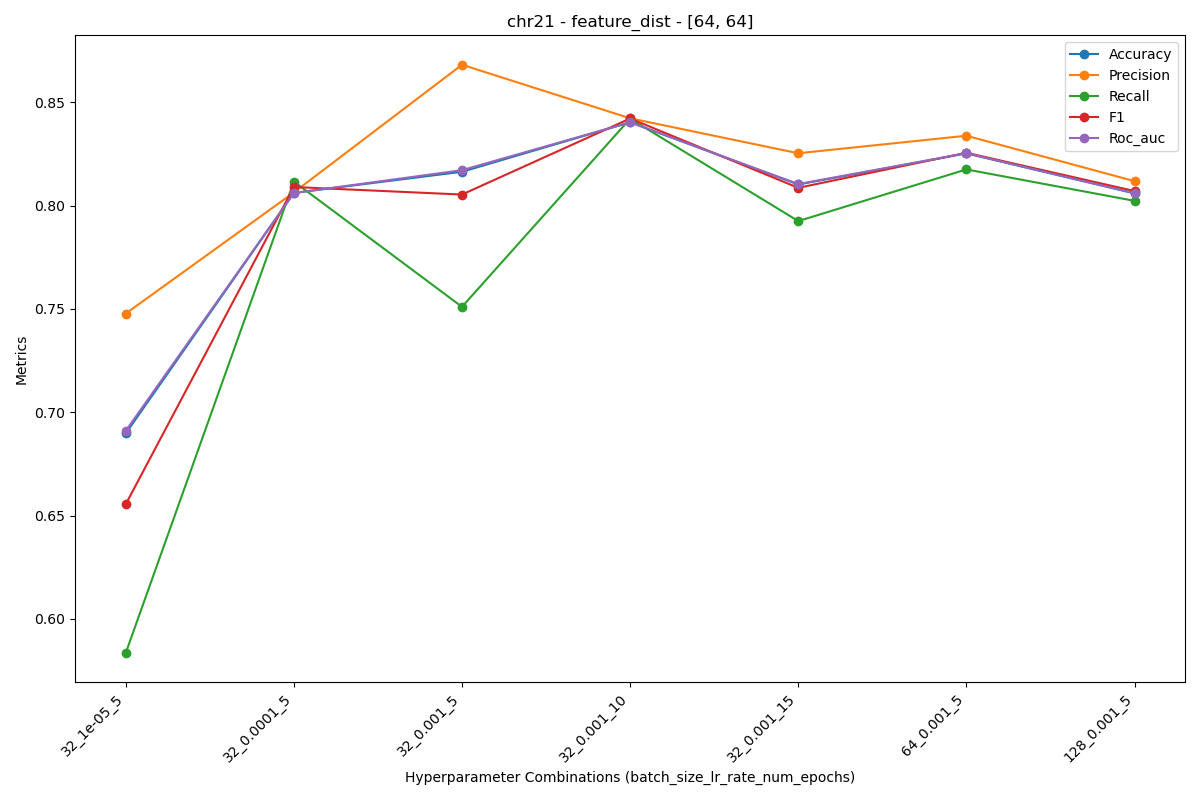 chr21 - feature_dist - [64, 64]
Accuracy
Precision
Recall
F1
Roc_auc
0.85
0.80
0.75
0.70
0.65
0.60
Metrics
32_1e-05_5
32_0.0001_5
32_0.001_5
32_0.001_10
32_0.001_15
64_0.001_5
128_0.001_5
Hyperparameter Combinations (batch_size_lr_rate_num_epochs)